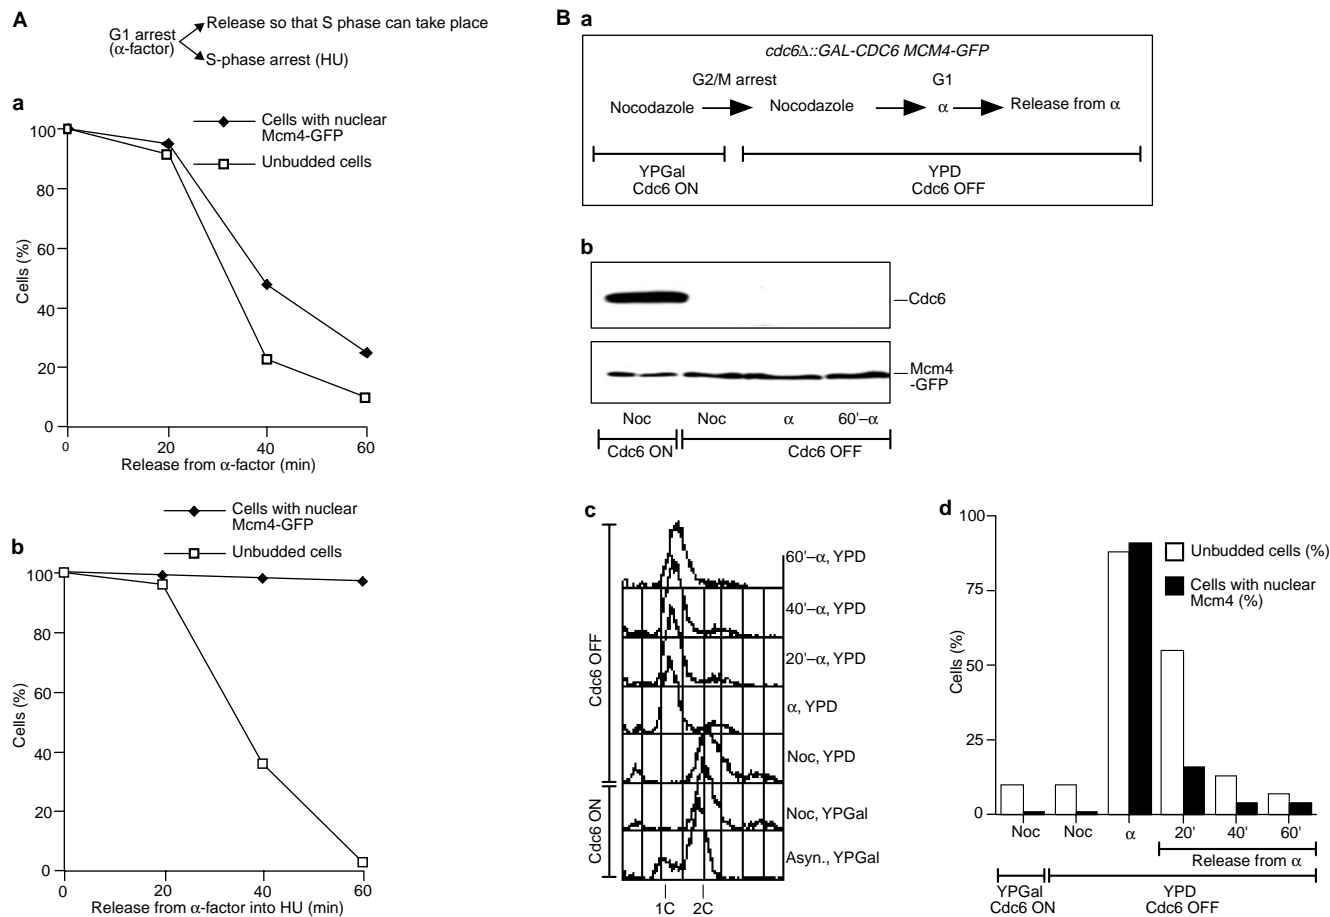 A
G1 arrest
(α-factor)
Release so that S phase can take place
S-phase arrest (HU)
a
Cells with nuclear
Mcm4-GFP
Unbudded cells
100
80
60
40
20
0
Cells (%)
0 20 40 60
Release from α-factor (min)
b
Cells with nuclear
Mcm4-GFP
Unbudded cells
100
80
60
40
20
0
Cells (%)
0 20 40 60
Release from α-factor into HU (min)
B a
cdc6Δ::GAL-CDC6 MCM4-GFP
G2/M arrest G1
Nocodazole Nocodazole α Release from α
YPGal
Cdc6 ON
YPD
Cdc6 OFF
b
Cdc6
Mcm4
-GFP
Noc Noc α 60'–α
Cdc6 ON Cdc6 OFF
c
Cdc6 OFF
Cdc6 ON
60'–α, YPD
40'–α, YPD
20'–α, YPD
α, YPD
Noc, YPD
Noc, YPGal
Asyn., YPGal
1C 2C
d
100
75
50
25
0
Cells (%)
Unbudded cells (%)
Cells with nuclear
Mcm4 (%)
Noc Noc α 20' 40' 60'
Release from α
YPGal
Cdc6 ON
YPD
Cdc6 OFF